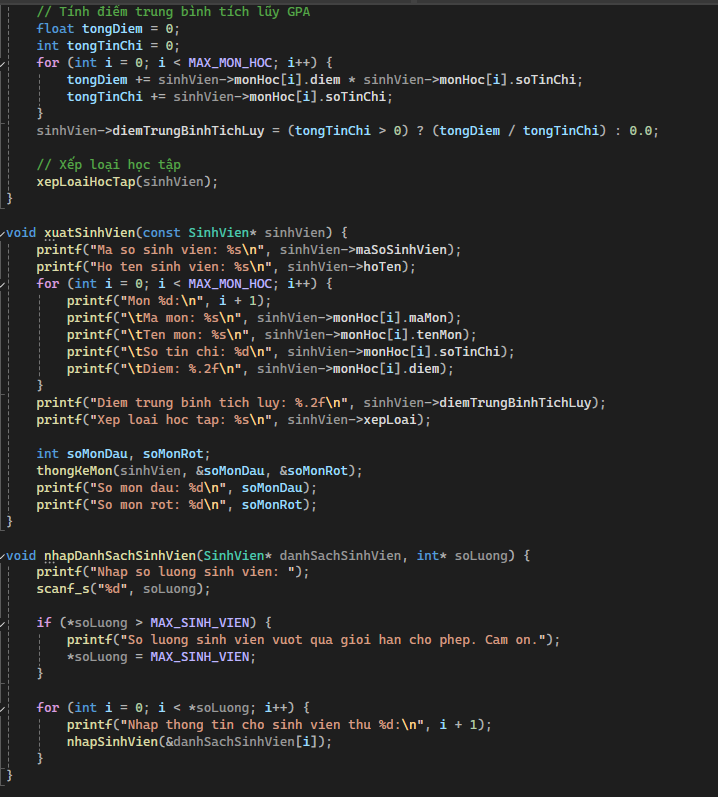 // Tính điểm trung bình tích lũy GPA
    float tongDiem = 0;
    int tongTinChi = 0;
    for (int i = 0; i < MAX_MON_HOC; i++) {
        tongDiem += sinhVien->monHoc[i].diem * sinhVien->monHoc[i].soTinChi;
        tongTinChi += sinhVien->monHoc[i].soTinChi;
    }
    sinhVien->diemTrungBinhTichLuy = (tongTinChi > 0) ? (tongDiem / tongTinChi) : 0.0;

    // Xếp loại học tập
    xepLoaiHocTap(sinhVien);
}

void xuatSinhVien(const SinhVien* sinhVien) {
    printf("Ma so sinh vien: %s\n", sinhVien->maSoSinhVien);
    printf("Ho ten sinh vien: %s\n", sinhVien->hoTen);
    for (int i = 0; i < MAX_MON_HOC; i++) {
        printf("Mon %d:\n", i + 1);
        printf("\tMa mon: %s\n", sinhVien->monHoc[i].maMon);
        printf("\tTen mon: %s\n", sinhVien->monHoc[i].tenMon);
        printf("\tSo tin chi: %d\n", sinhVien->monHoc[i].soTinChi);
        printf("\tDiem: %.2f\n", sinhVien->monHoc[i].diem);
    }
    printf("Diem trung binh tich luy: %.2f\n", sinhVien->diemTrungBinhTichLuy);
    printf("Xep loai hoc tap: %s\n", sinhVien->xepLoai);

    int soMonDau, soMonRot;
    thongKeMon(sinhVien, &soMonDau, &soMonRot);
    printf("So mon dau: %d\n", soMonDau);
    printf("So mon rot: %d\n", soMonRot);
}

void nhapDanhSachSinhVien(SinhVien* danhSachSinhVien, int* soLuong) {
    printf("Nhap so luong sinh vien: ");
    scanf_s("%d", soLuong);

    if (*soLuong > MAX_SINH_VIEN) {
        printf("So luong sinh vien vuot qua gioi han cho phep. Cam on.");
        *soLuong = MAX_SINH_VIEN;
    }

    for (int i = 0; i < *soLuong; i++) {
        printf("Nhap thong tin cho sinh vien thu %d:\n", i + 1);
        nhapSinhVien(&danhSachSinhVien[i]);
    }
}